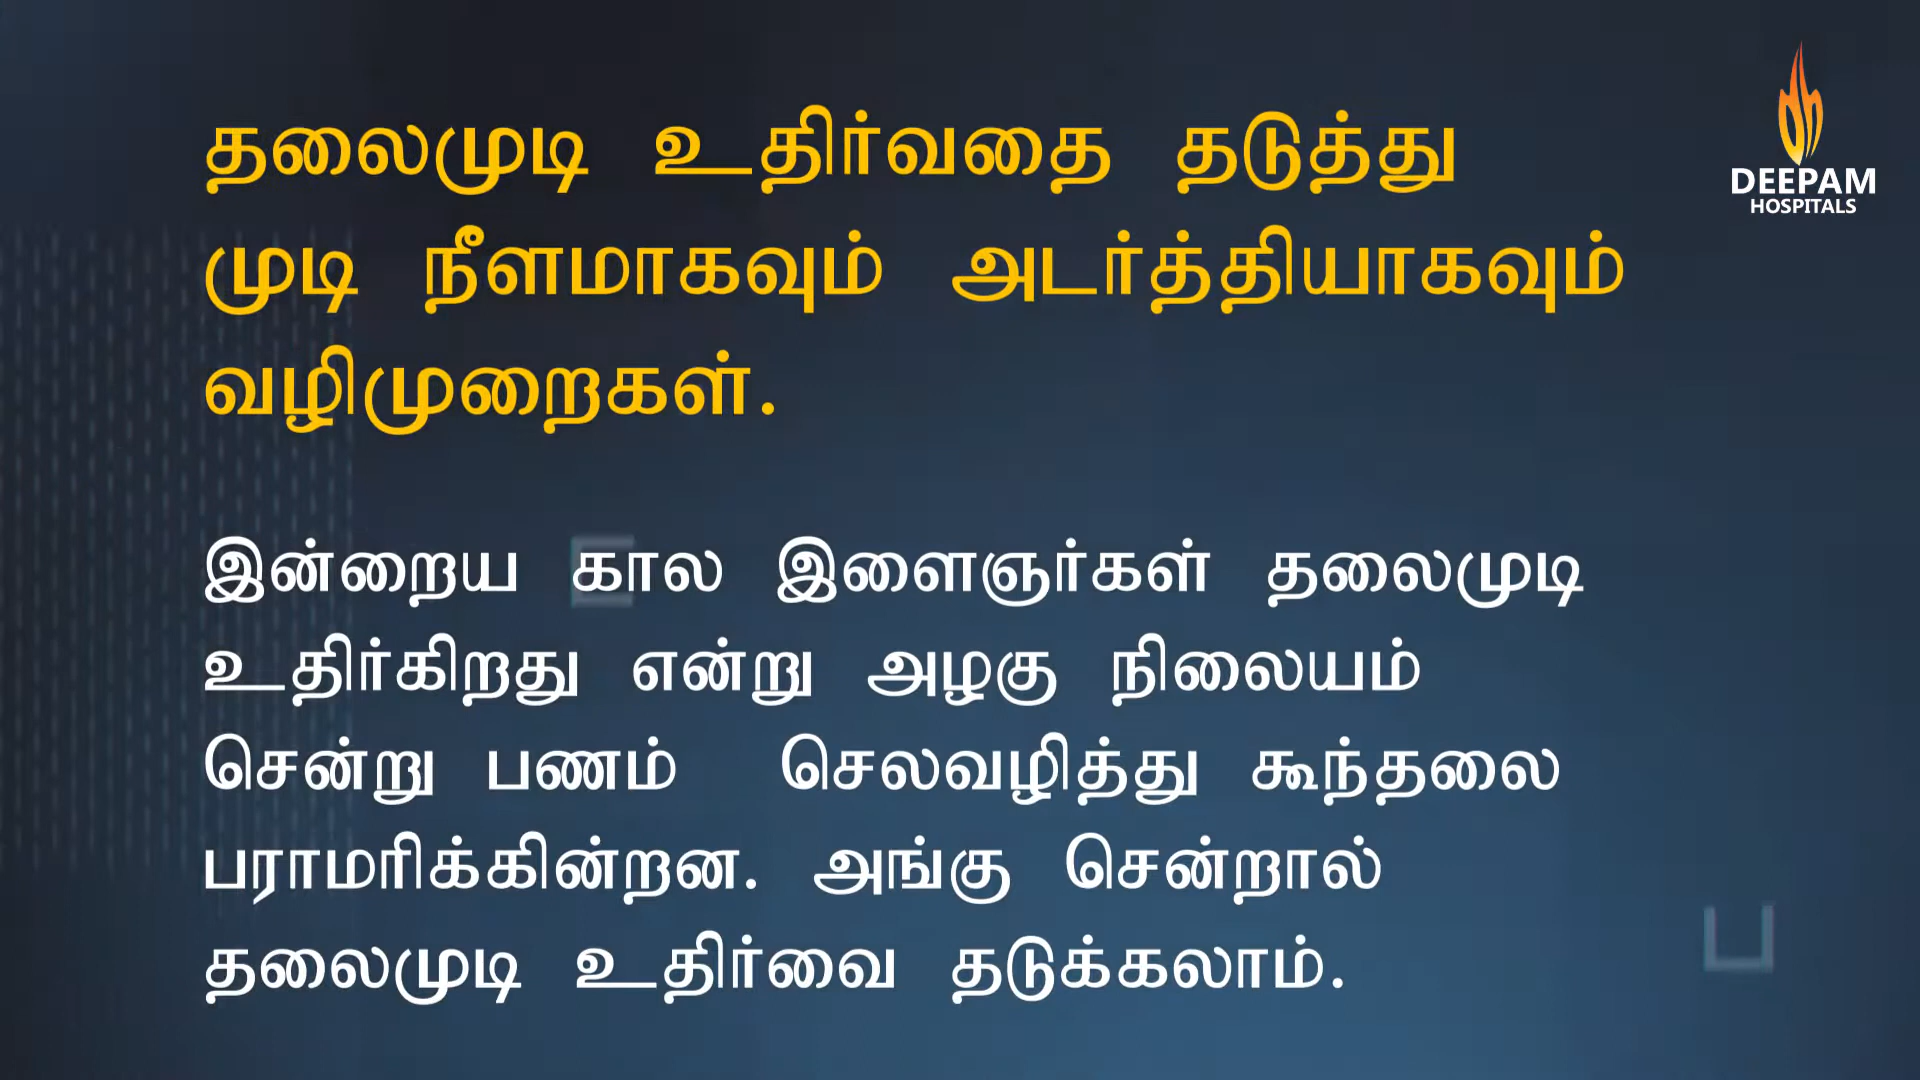 தலைமுடி உதிர்வதை தடுத்து
முடி நீளமாகவும் அடர்த்தியாகவும்
வழிமுறைகள்.
இன்றைய கால இளைஞர்கள் தலைமுடி
உதிர்கிறது என்று அழகு நிலையம்
சென்று பணம் செலவழித்து கூந்தலை
பராமரிக்கின்றன. அங்கு சென்றால்
தலைமுடி உதிர்வை தடுக்கலாம்.
DEEPAM
HOSPITALS